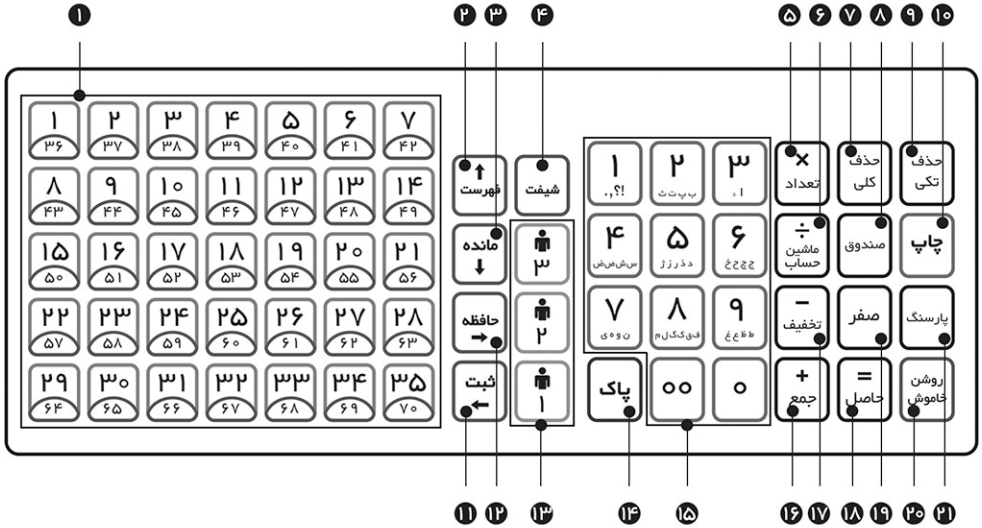 ۱ ۲ ۳ ۴ ۵ ۶ ۷ ۸ ۹ ۱۰
۱ ۲ ۳ ۴ ۵ ۶ ۷
۳۶ ۳۷ ۳۸ ۳۹ ۴۰ ۴۱ ۴۲
۸ ۹ ۱۰ ۱۱ ۱۲ ۱۳ ۱۴
۴۳ ۴۴ ۴۵ ۴۶ ۴۷ ۴۸ ۴۹
۱۵ ۱۶ ۱۷ ۱۸ ۱۹ ۲۰ ۲۱
۵۰ ۵۱ ۵۲ ۵۳ ۵۴ ۵۵ ۵۶
۲۲ ۲۳ ۲۴ ۲۵ ۲۶ ۲۷ ۲۸
۵۷ ۵۸ ۵۹ ۶۰ ۶۱ ۶۲ ۶۳
۲۹ ۳۰ ۳۱ ۳۲ ۳۳ ۳۴ ۳۵
۶۴ ۶۵ ۶۶ ۶۷ ۶۸ ۶۹ ۷۰
↑
فهرست
شیفت
مانده
↓
۳
حافظه
→
۲
ثبت
←
۱
۱ ۲ ۳
.,?! ب پ ت ث ا ء
۴ ۵ ۶
س ش ص ض د ذ ر ز ژ ج چ ح خ
۷ ۸ ۹
ن و ه ی ف ق ک گ ل م ط ظ ع غ
پاک ۰۰ ۰
×
تعداد
حذف
کلی
حذف
تکی
÷
ماشین
حساب
صندوق
چاپ
−
تخفیف
صفر
پارسنگ
+
جمع
=
حاصل
روشن
خاموش
۱۱ ۱۲ ۱۳ ۱۴ ۱۵ ۱۶ ۱۷ ۱۸ ۱۹ ۲۰ ۲۱